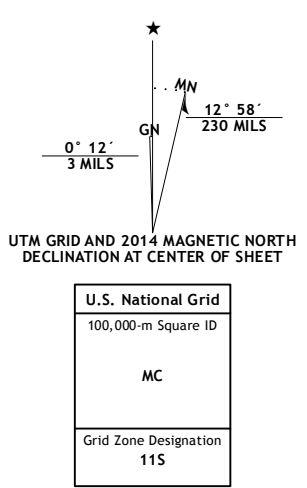 ★
MN
12° 58´
230 MILS
GN
0° 12´
3 MILS
UTM GRID AND 2014 MAGNETIC NORTH
DECLINATION AT CENTER OF SHEET
U.S. National Grid
100,000-m Square ID
MC
Grid Zone Designation
11S